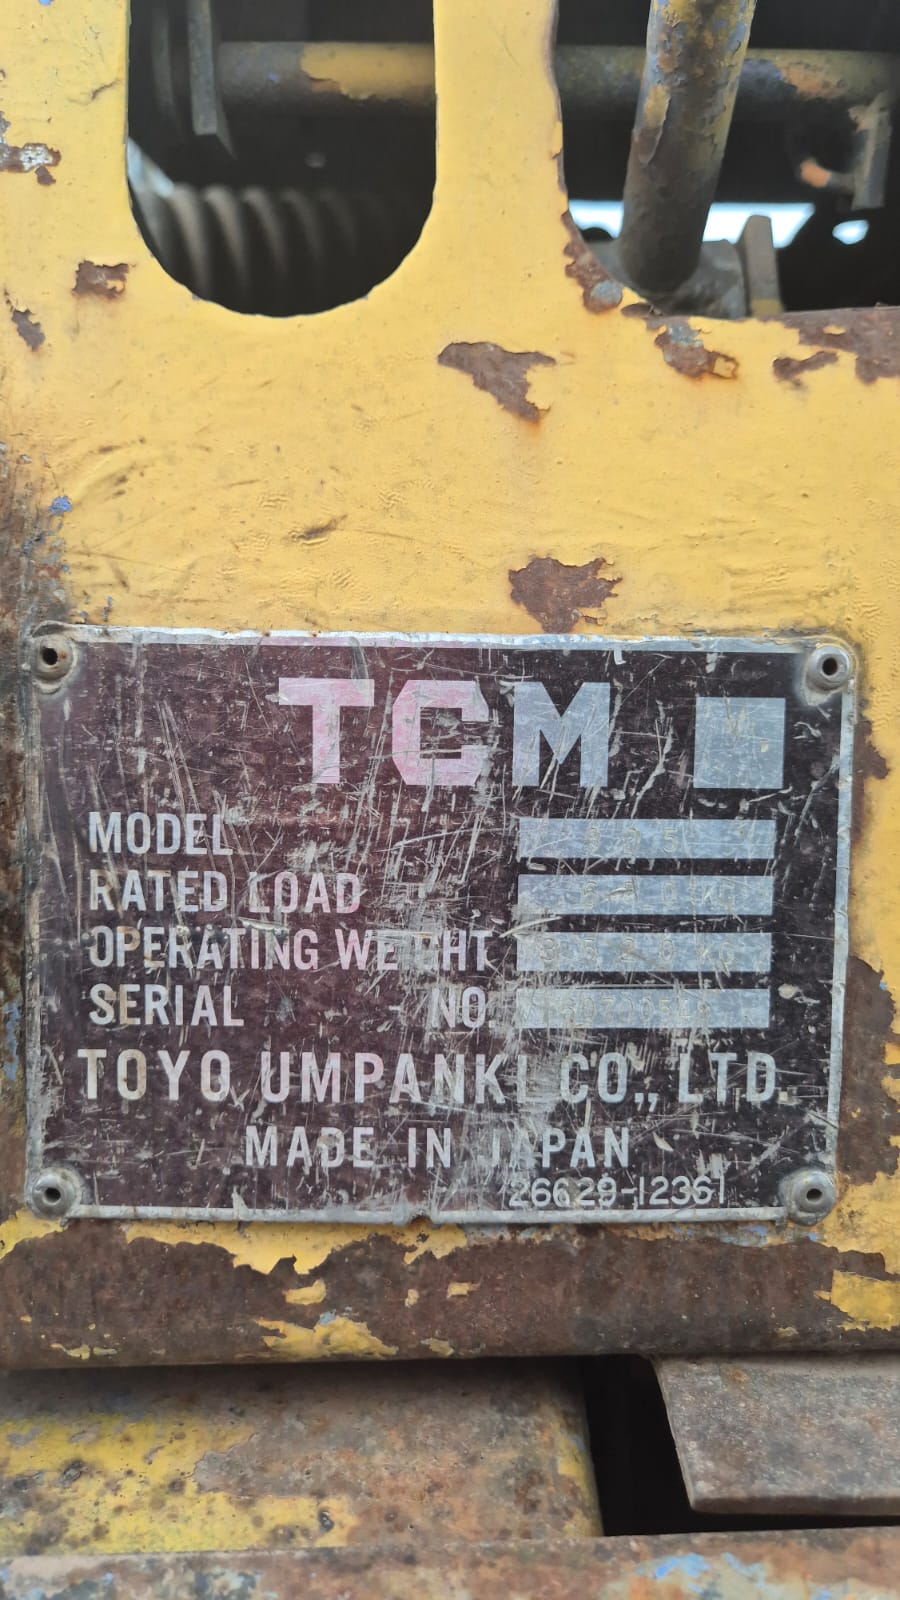 TCM
MODEL
RATED LOAD
OPERATING WEIGHT
SERIAL NO.
TOYO UMPANKI CO., LTD.
MADE IN JAPAN
26629-12361